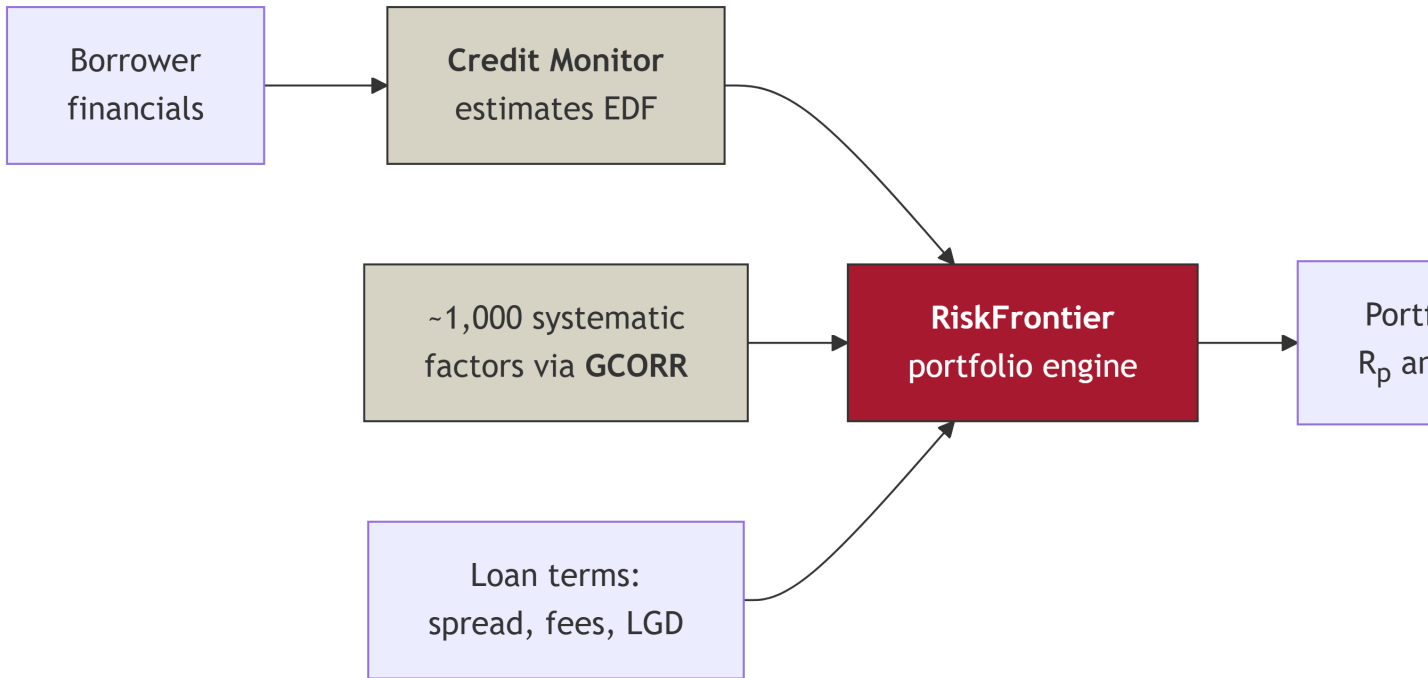 Borrower
financials
Credit Monitor
estimates EDF
~1,000 systematic
factors via GCORR
RiskFrontier
portfolio engine
Rp
Loan terms:
spread, fees, LGD